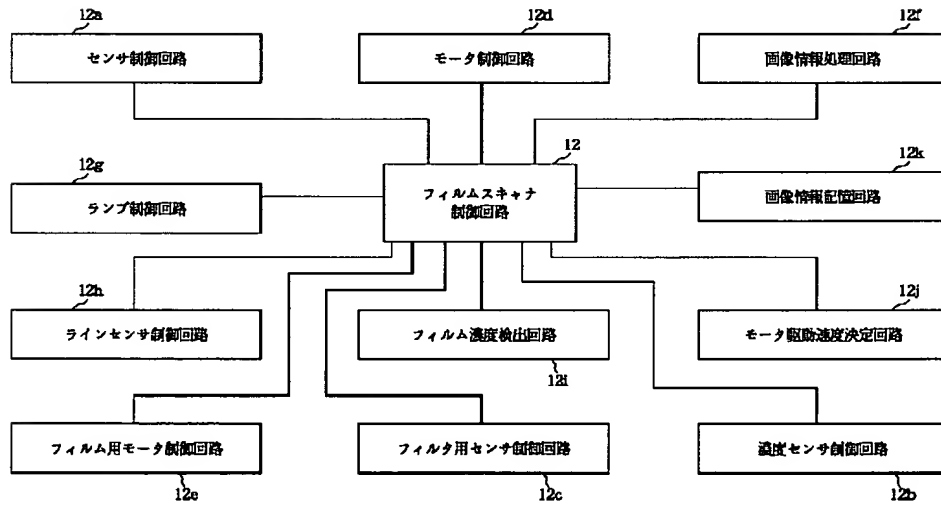 12a
センサ制御回路
12d
モータ制御回路
12f
画像情報処理回路
12g
ランプ制御回路
12
フィルムスキャナ
制御回路
12k
画像情報記憶回路
12h
ラインセンサ制御回路
フィルム濃度検出回路
12i
12j
モータ駆動速度決定回路
フィルム用モータ制御回路
12e
フィルタ用センサ制御回路
12c
濃度センサ制御回路
12b